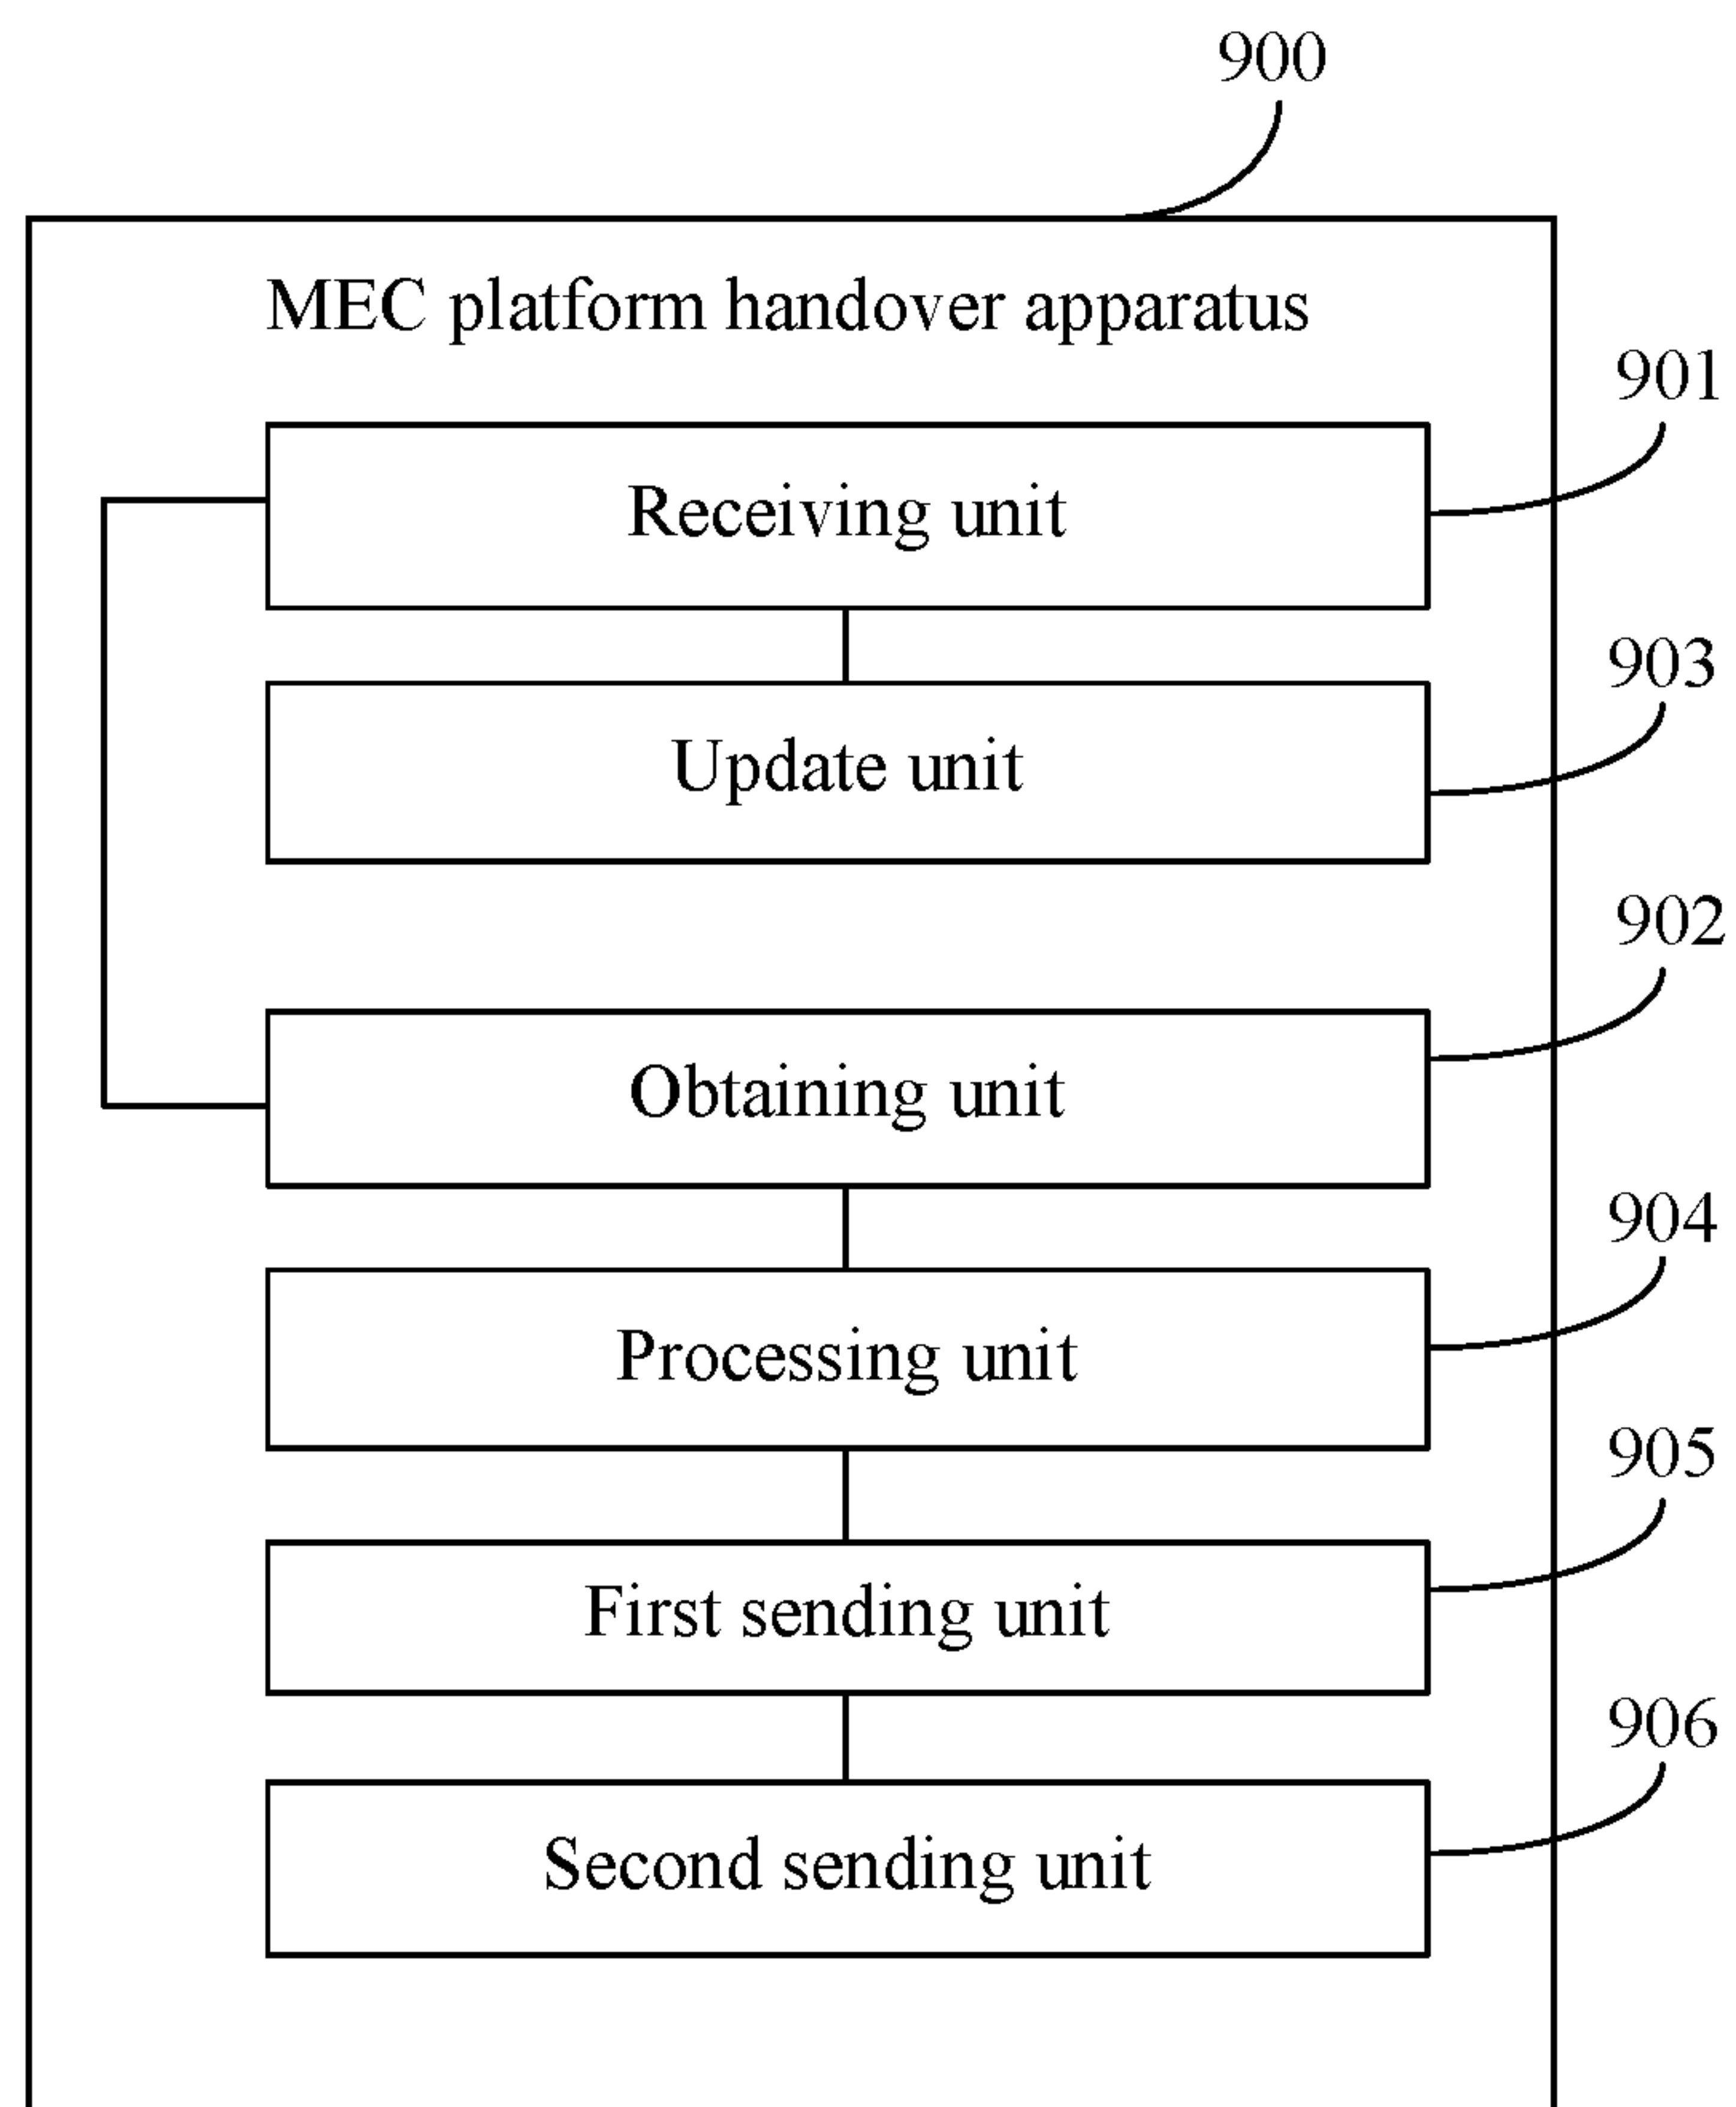 900
MEC platform handover apparatus
901
Receiving unit
903
Update unit
902
Obtaining unit
904
Processing unit
905
First sending unit
906
Second sending unit